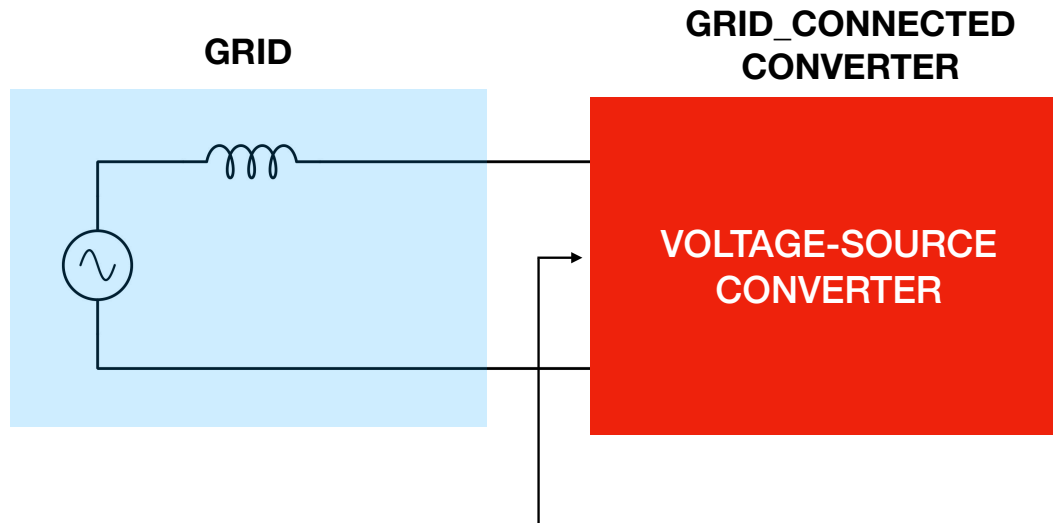 GRID
GRID_CONNECTED
CONVERTER
VOLTAGE-SOURCE
CONVERTER